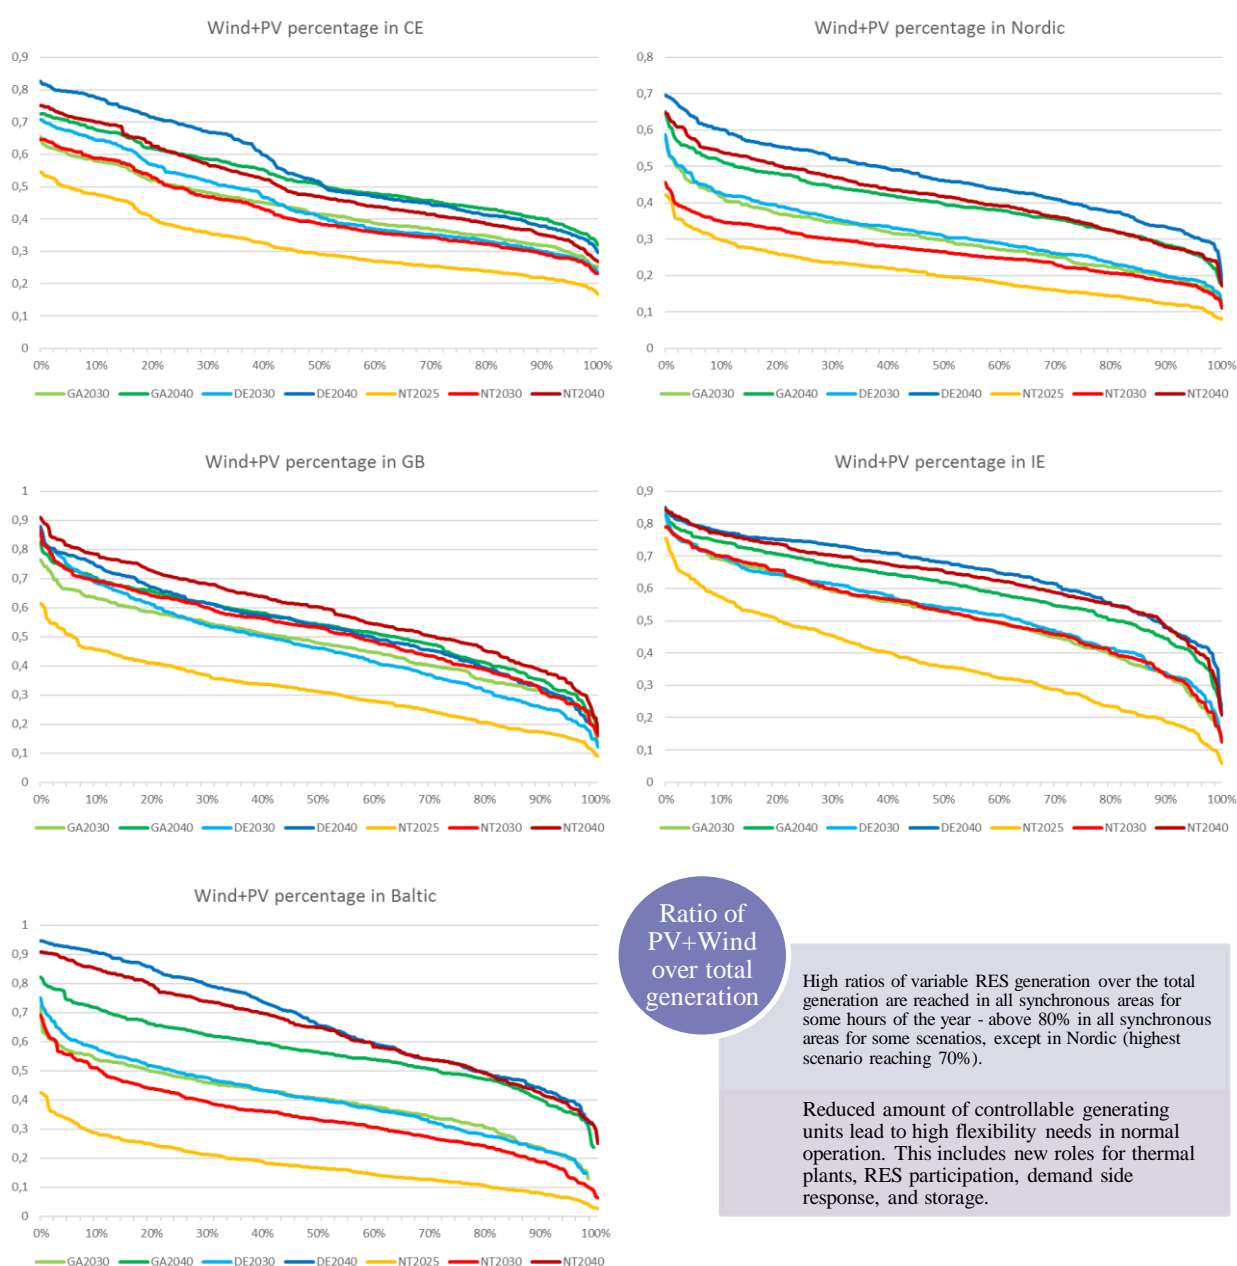 Wind+PV percentage in CE
0,9
0,8
0,7
0,6
0,5
0,4
0,3
0,2
0,1
0
0% 10% 20% 30% 40% 50% 60% 70% 80% 90% 100%
GA2030 GA2040 DE2030 DE2040 NT2025 NT2030 NT2040
Wind+PV percentage in Nordic
0,8
0,7
0,6
0,5
0,4
0,3
0,2
0,1
0
0% 10% 20% 30% 40% 50% 60% 70% 80% 90% 100%
GA2030 GA2040 DE2030 DE2040 NT2025 NT2030 NT2040
Wind+PV percentage in GB
1
0,9
0,8
0,7
0,6
0,5
0,4
0,3
0,2
0,1
0
0% 10% 20% 30% 40% 50% 60% 70% 80% 90% 100%
GA2030 GA2040 DE2030 DE2040 NT2025 NT2030 NT2040
Wind+PV percentage in IE
0,9
0,8
0,7
0,6
0,5
0,4
0,3
0,2
0,1
0
0% 10% 20% 30% 40% 50% 60% 70% 80% 90% 100%
GA2030 GA2040 DE2030 DE2040 NT2025 NT2030 NT2040
Wind+PV percentage in Baltic
1
0,9
0,8
0,7
0,6
0,5
0,4
0,3
0,2
0,1
0
0% 10% 20% 30% 40% 50% 60% 70% 80% 90% 100%
GA2030 GA2040 DE2030 DE2040 NT2025 NT2030 NT2040
Ratio of
PV+Wind
over total
generation
High ratios of variable RES generation over the total
generation are reached in all synchronous areas for
some hours of the year - above 80% in all synchronous
areas for some scenatios, except in Nordic (highest
scenario reaching 70%).
Reduced amount of controllable generating
units lead to high flexibility needs in normal
operation. This includes new roles for thermal
plants, RES participation, demand side
response, and storage.